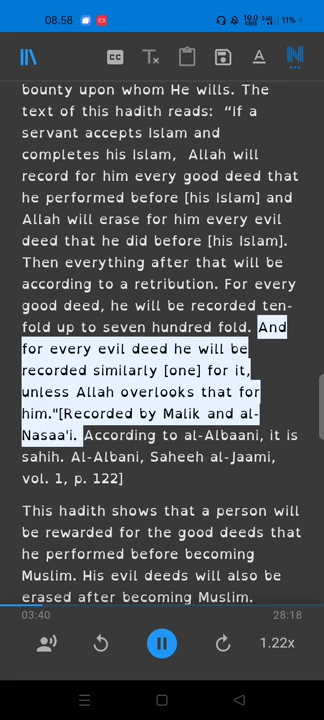 08.58
10.0
KB/S
11%
CC
bounty upon whom He wills. The
text of this hadith reads:  “If a
servant accepts Islam and
completes his Islam,  Allah will
record for him every good deed that
he performed before [his Islam] and
Allah will erase for him every evil
deed that he did before [his Islam].
Then everything after that will be
according to a retribution. For every
good deed, he will be recorded ten-
fold up to seven hundred fold. And
for every evil deed he will be
recorded similarly [one] for it,
unless Allah overlooks that for
him."[Recorded by Malik and al-
Nasaa'i. According to al-Albaani, it is
sahih. Al-Albani, Saheeh al-Jaami,
vol. 1, p. 122]
This hadith shows that a person will
be rewarded for the good deeds that
he performed before becoming
Muslim. His evil deeds will also be
erased after becoming Muslim.
03:40
28:18
1.22x